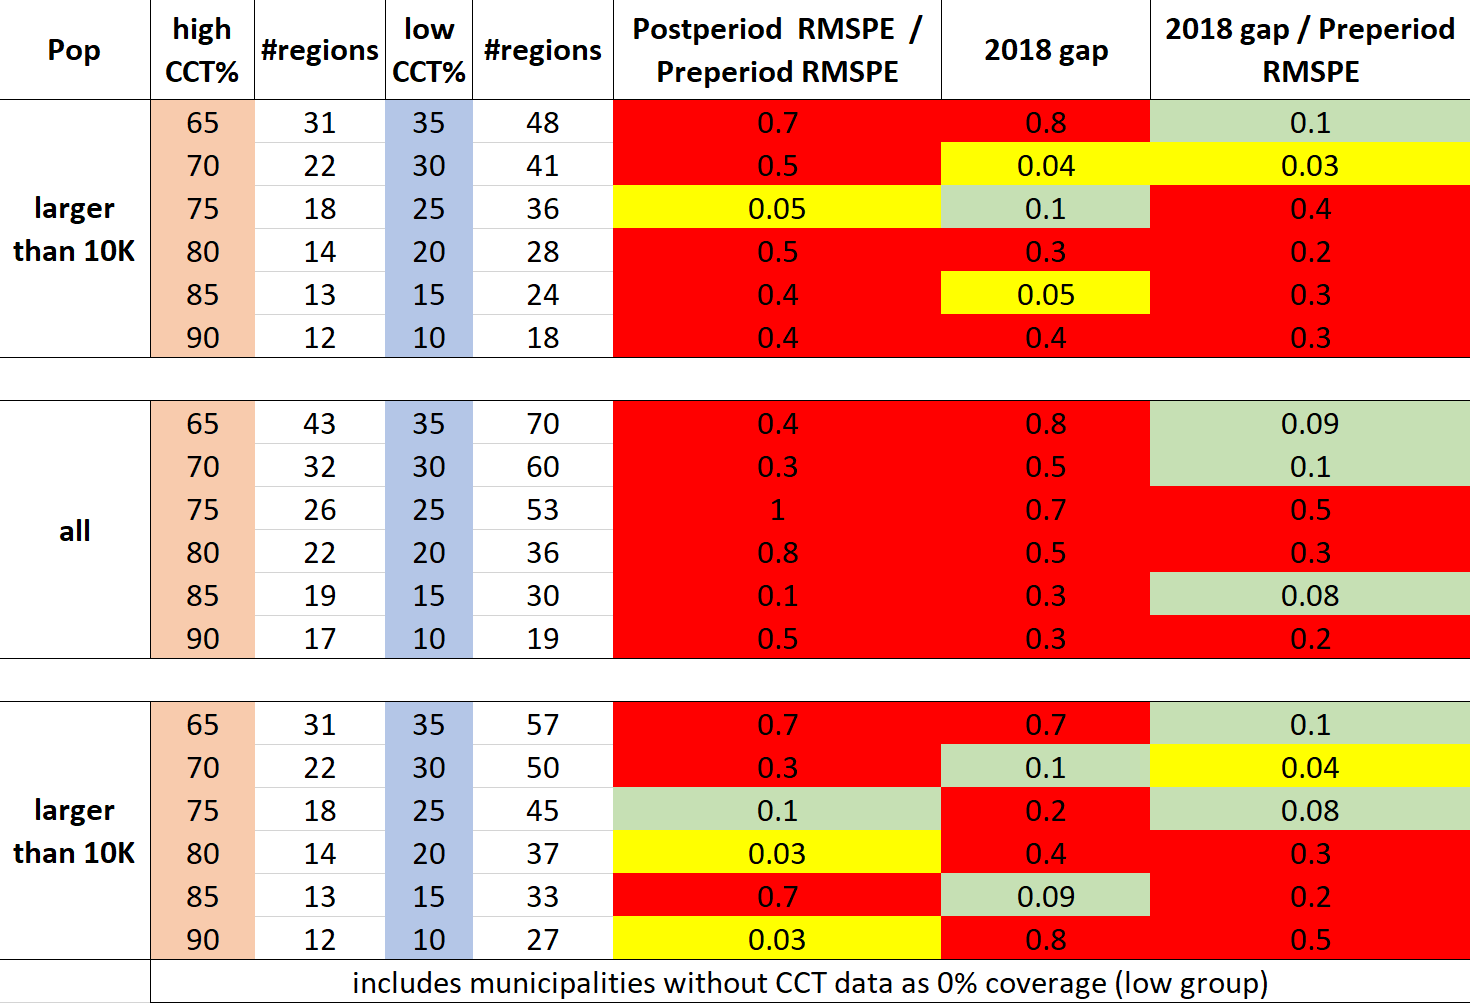 Pop high CCT% #regions low CCT% #regions Postperiod RMSPE / Preperiod RMSPE 2018 gap 2018 gap / Preperiod RMSPE
larger than 10K
65 31 35 48 0.7 0.8 0.1
70 22 30 41 0.5 0.04 0.03
75 18 25 36 0.05 0.1 0.4
80 14 20 28 0.5 0.3 0.2
85 13 15 24 0.4 0.05 0.3
90 12 10 18 0.4 0.4 0.3
all
65 43 35 70 0.4 0.8 0.09
70 32 30 60 0.3 0.5 0.1
75 26 25 53 1 0.7 0.5
80 22 20 36 0.8 0.5 0.3
85 19 15 30 0.1 0.3 0.08
90 17 10 19 0.5 0.3 0.2
larger than 10K
65 31 35 57 0.7 0.7 0.1
70 22 30 50 0.3 0.1 0.04
75 18 25 45 0.1 0.2 0.08
80 14 20 37 0.03 0.4 0.3
85 13 15 33 0.7 0.09 0.2
90 12 10 27 0.03 0.8 0.5
includes municipalities without CCT data as 0% coverage (low group)